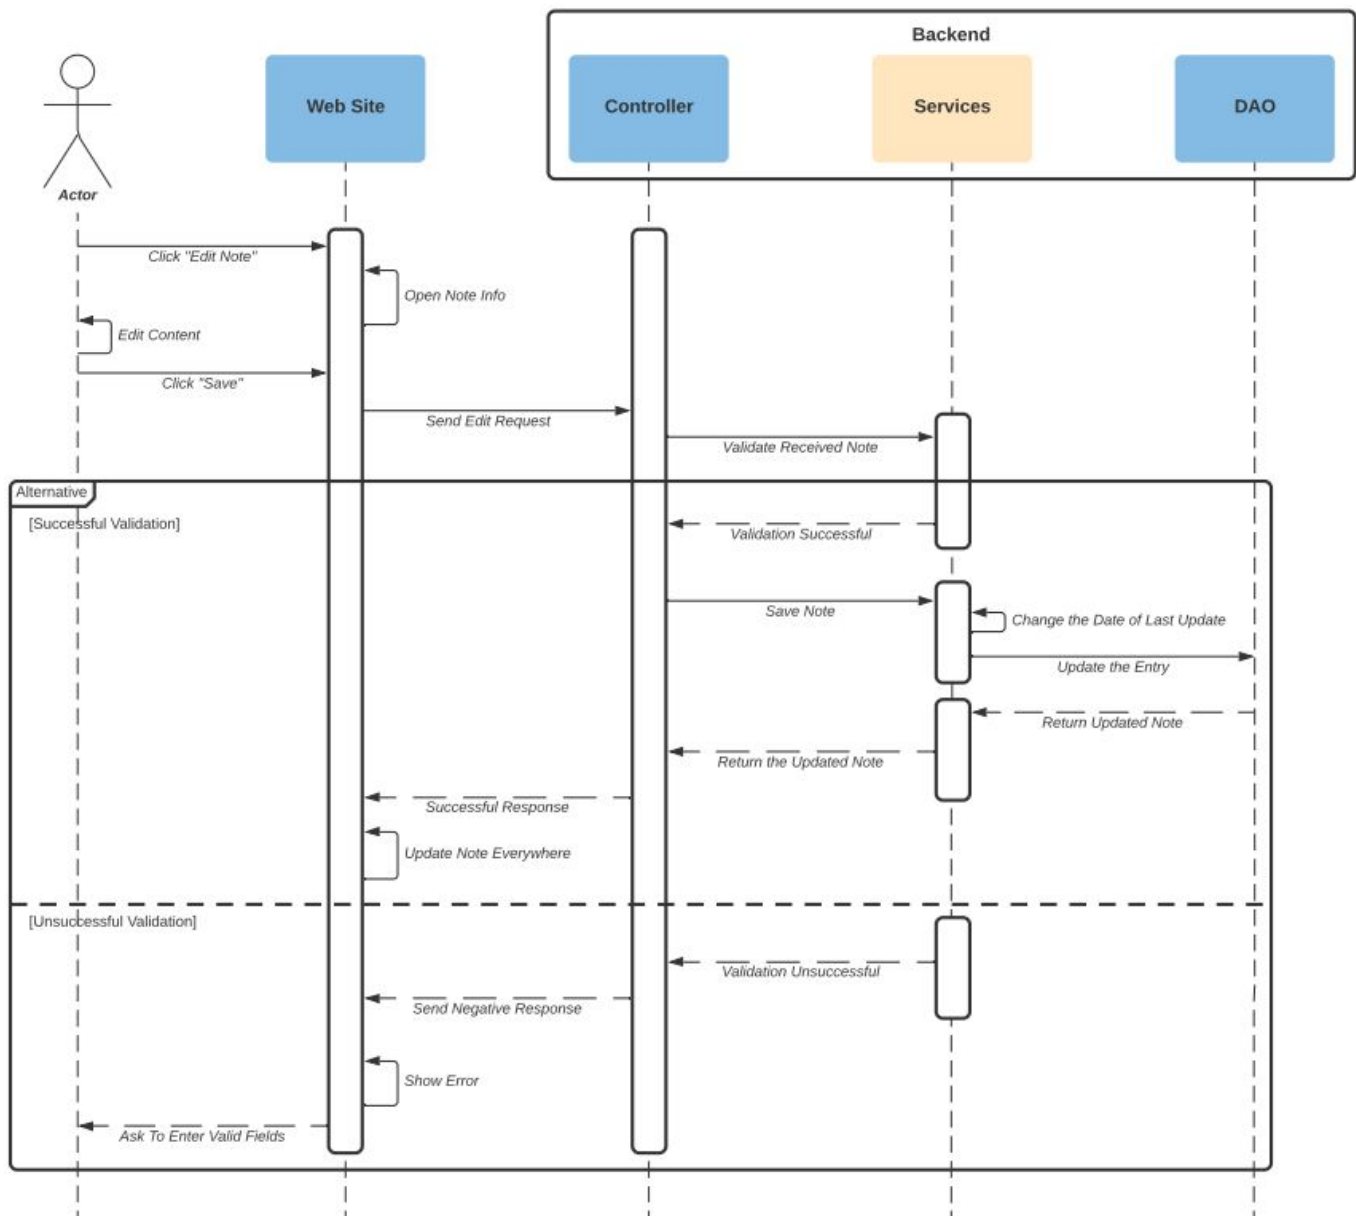 Backend
Web Site
Controller
Services
DAO
Actor
Click "Edit Note"
Open Note Info
Edit Content
Click "Save"
Send Edit Request
Validate Received Note
Alternative
[Successful Validation]
Validation Successful
Save Note
Change the Date of Last Update
Update the Entry
Return Updated Note
Return the Updated Note
Successful Response
Update Note Everywhere
[Unsuccessful Validation]
Validation Unsuccessful
Send Negative Response
Show Error
Ask To Enter Valid Fields